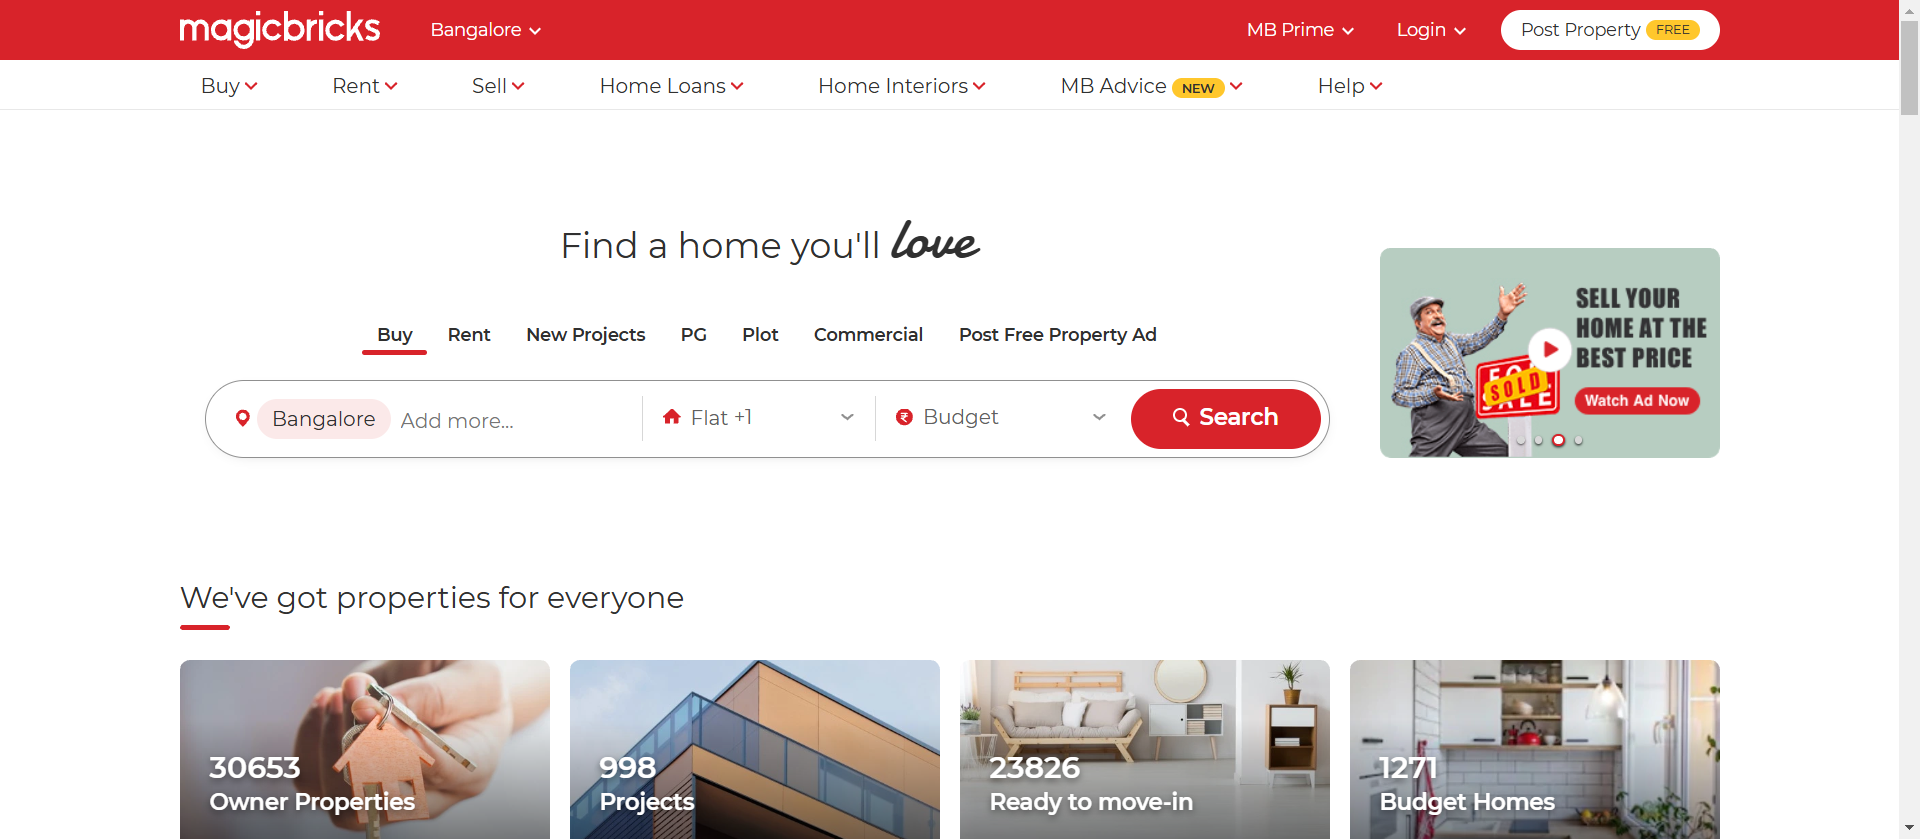 magicbricks
Bangalore
MB Prime
Login
Post Property FREE
Buy
Rent
Sell
Home Loans
Home Interiors
MB Advice NEW
Help
Find a home you'll love
Buy
Rent
New Projects
PG
Plot
Commercial
Post Free Property Ad
Bangalore
Add more...
Flat +1
Budget
Search
SELL YOUR
HOME AT THE
BEST PRICE
Watch Ad Now
FOR
SOLD
SALE
We've got properties for everyone
30653
Owner Properties
998
Projects
23826
Ready to move-in
1271
Budget Homes